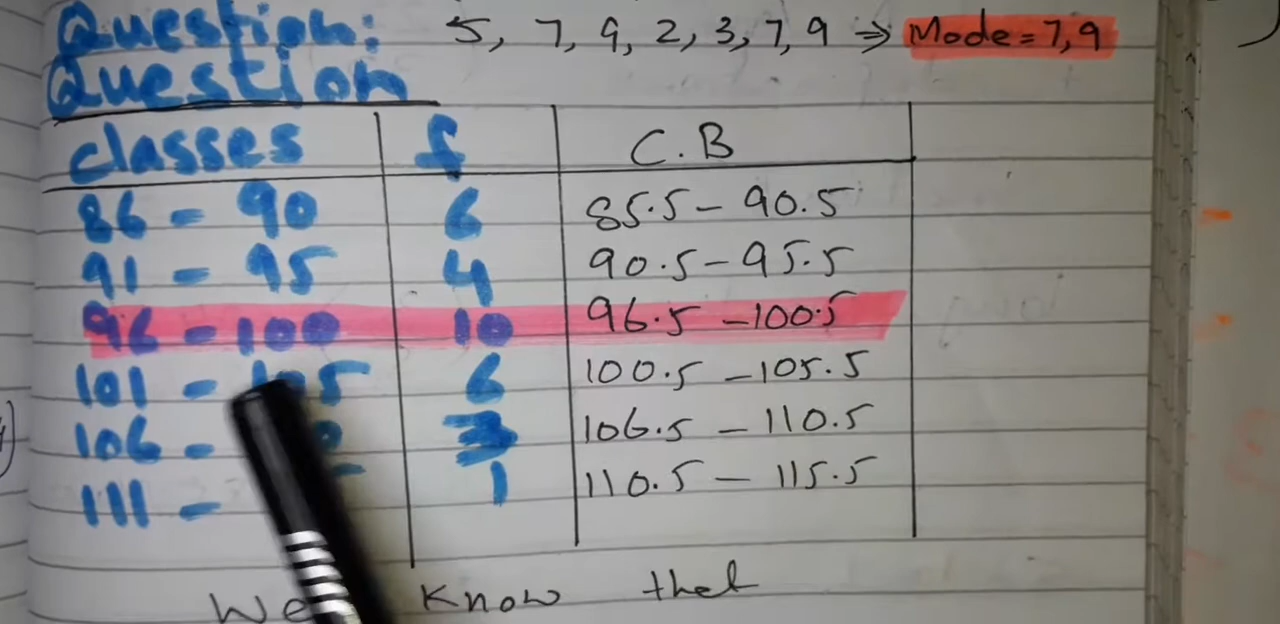 Question: 5, 7, 9, 2, 3, 7, 9 ⇒ Mode = 7, 9
Question
classes f C.B
86 - 90 6 85.5 - 90.5
91 - 95 4 90.5 - 95.5
96 - 100 10 96.5 - 100.5
101 - 105 6 100.5 - 105.5
106 - 3 106.5 - 110.5
111 - 1 110.5 - 115.5
We know that